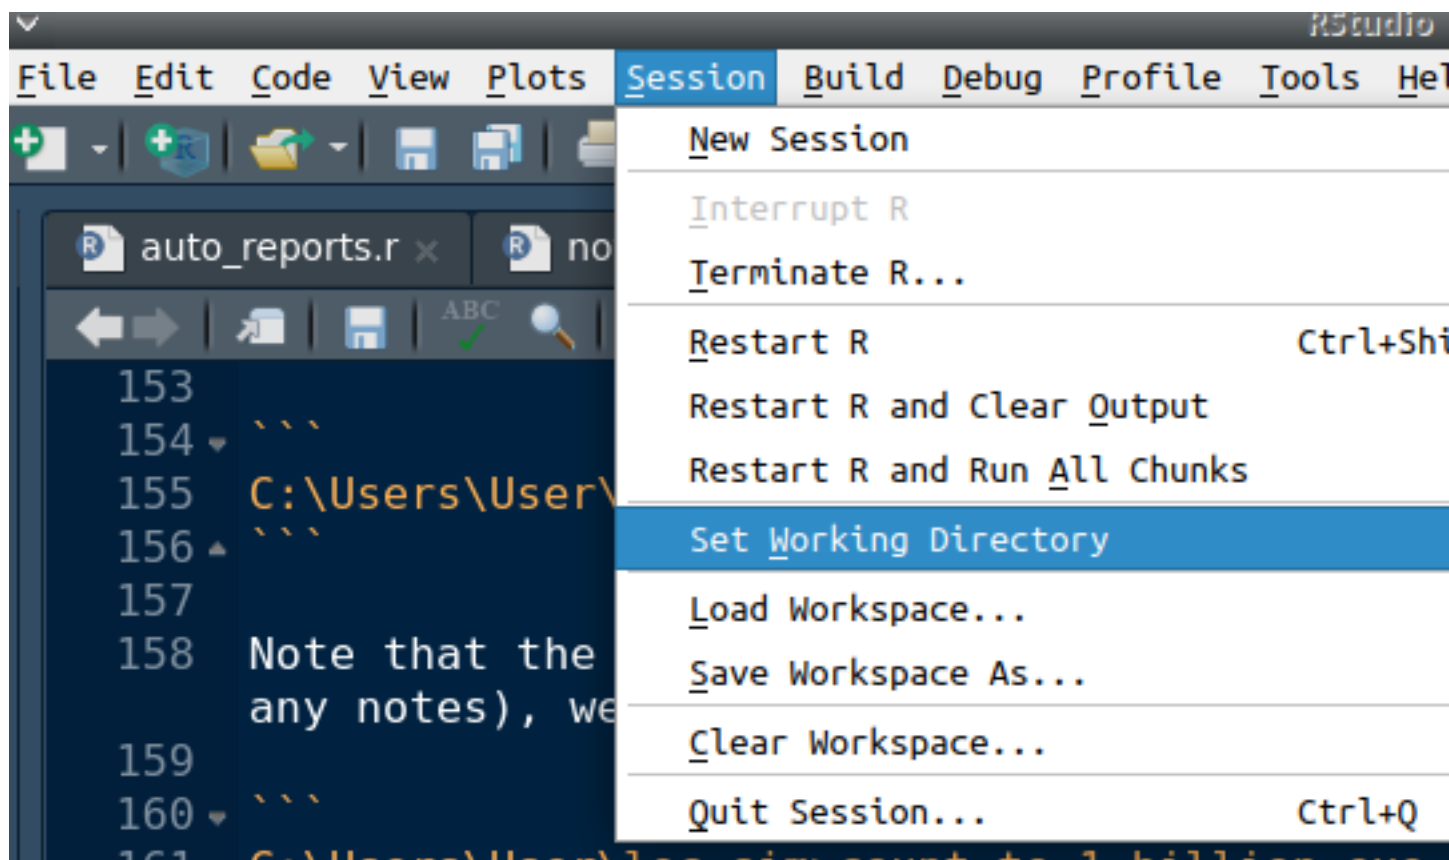 RStudio
File Edit Code View Plots Session Build Debug Profile Tools
New Session
Interrupt R
Terminate R...
Restart R
Restart R and Clear Output
Restart R and Run All Chunks
Set Working Directory
Load Workspace...
Save Workspace As...
Clear Workspace...
Quit Session... Ctrl+Q
auto_reports.r
ABC
153
154 ```
155 C:\Users\User\
156 ```
157
158 Note that the
any notes), we
159
160 ```